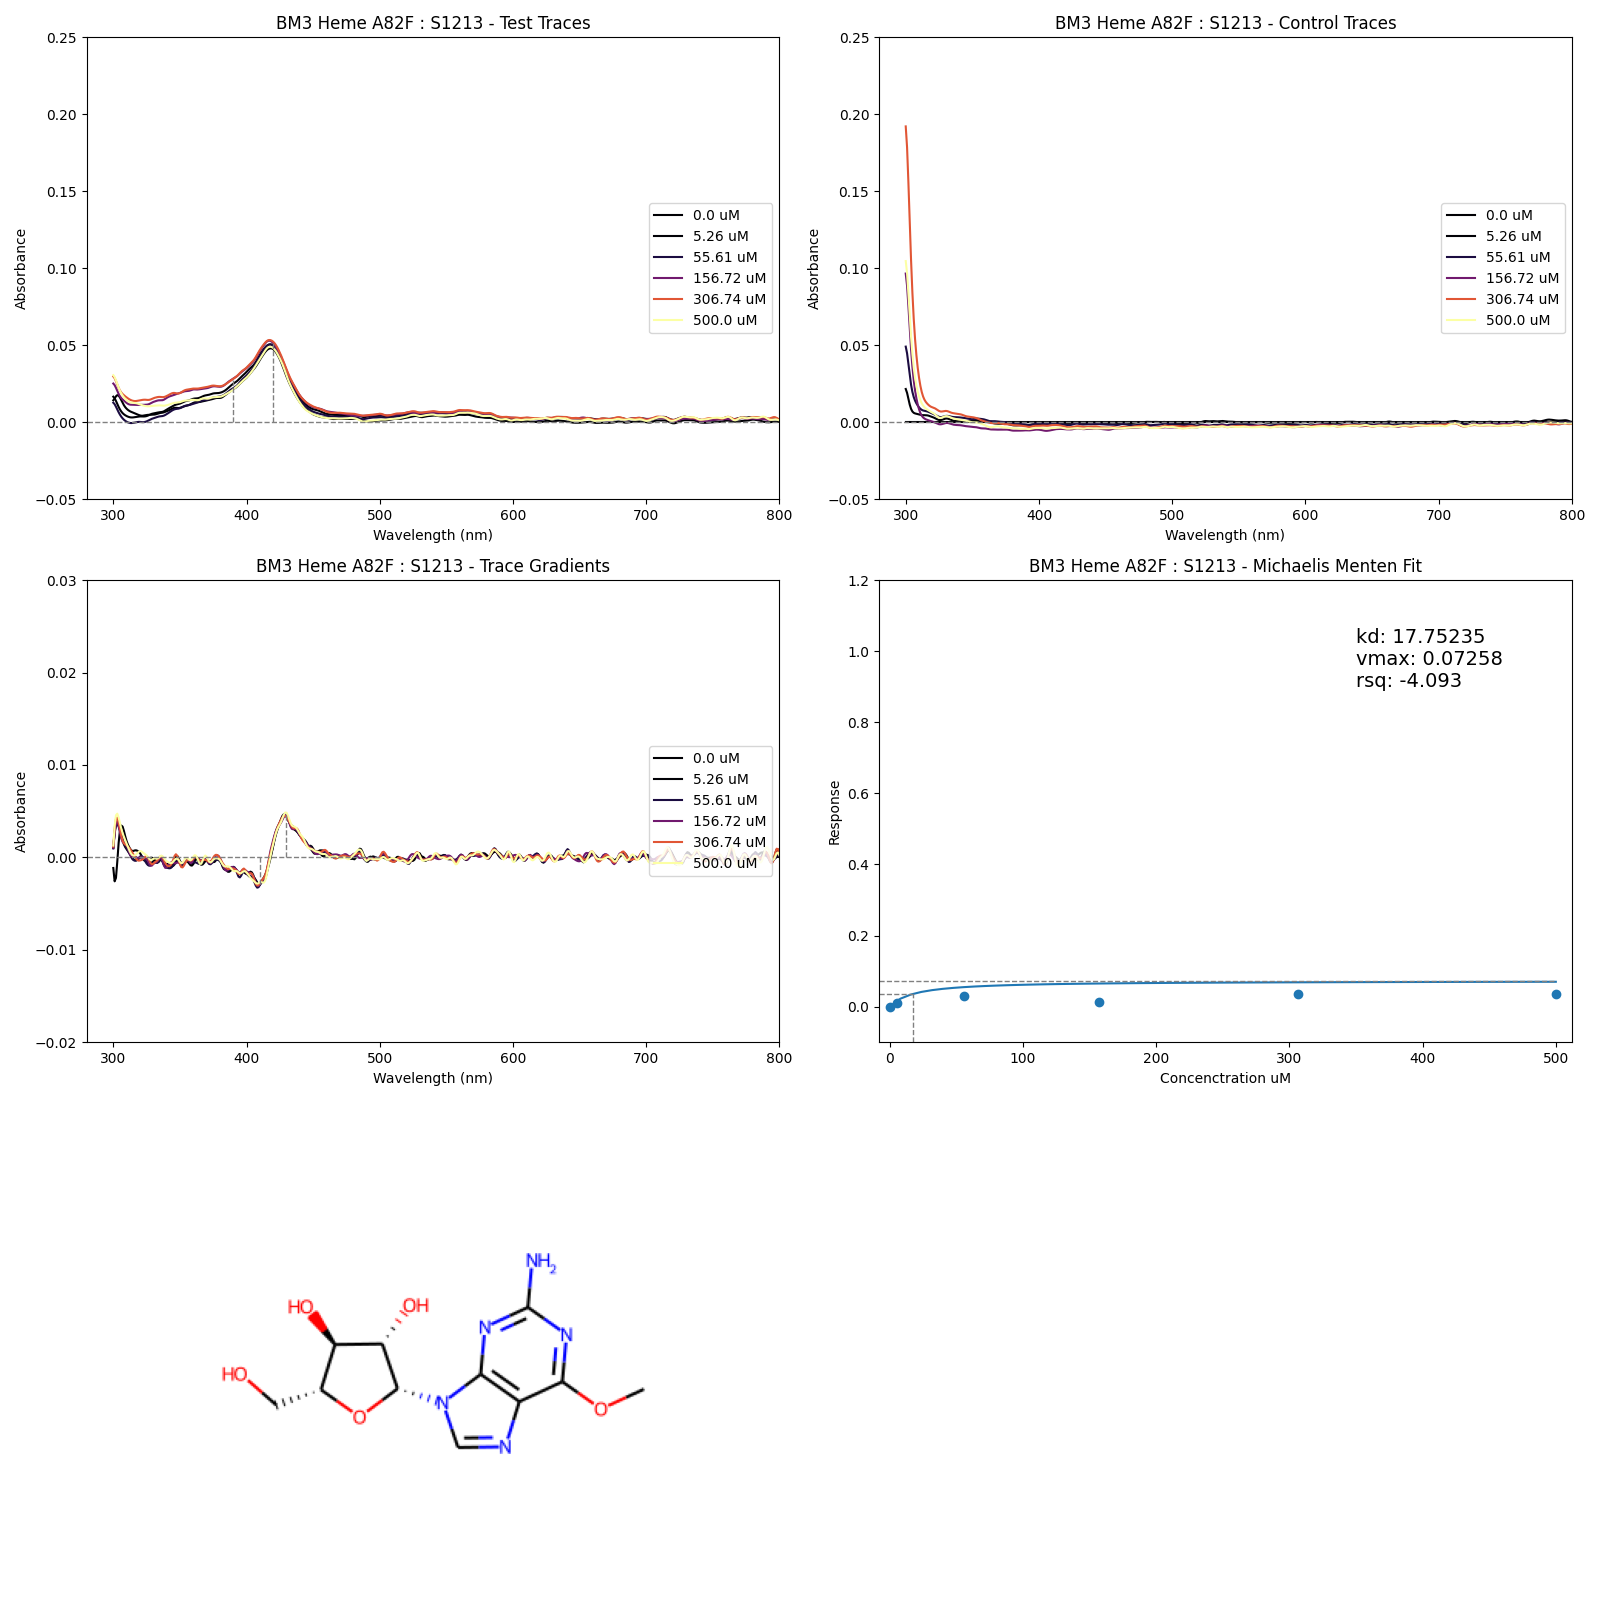 BM3 Heme A82F : S1213 - Test Traces
Absorbance
0.25
0.20
0.15
0.10
0.05
0.00
−0.05
0.0 uM
5.26 uM
55.61 uM
156.72 uM
306.74 uM
500.0 uM
300 400 500 600 700 800
Wavelength (nm)
BM3 Heme A82F : S1213 - Control Traces
Absorbance
0.25
0.20
0.15
0.10
0.05
0.00
−0.05
0.0 uM
5.26 uM
55.61 uM
156.72 uM
306.74 uM
500.0 uM
300 400 500 600 700 800
Wavelength (nm)
BM3 Heme A82F : S1213 - Trace Gradients
Absorbance
0.03
0.02
0.01
0.00
−0.01
−0.02
0.0 uM
5.26 uM
55.61 uM
156.72 uM
306.74 uM
500.0 uM
300 400 500 600 700 800
Wavelength (nm)
BM3 Heme A82F : S1213 - Michaelis Menten Fit
Response
1.2
1.0
0.8
0.6
0.4
0.2
0.0
kd: 17.75235
vmax: 0.07258
rsq: -4.093
0 100 200 300 400 500
Concenctration uM
NH2
HO OH
N N
HO
N
O O
N